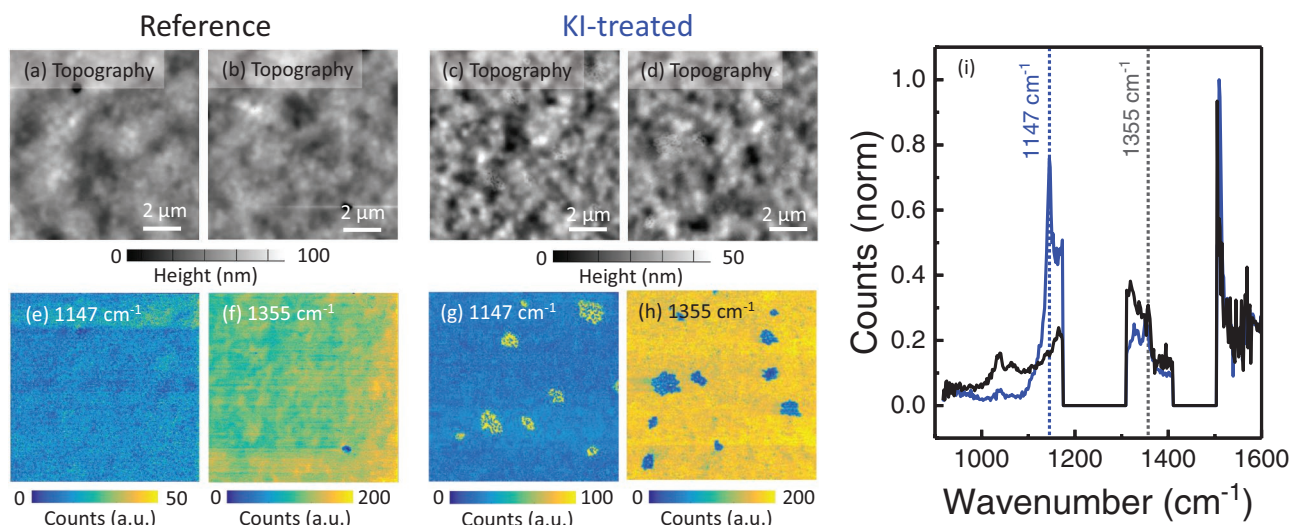 Reference
KI-treated
(a) Topography
(b) Topography
(c) Topography
(d) Topography
2 µm
2 µm
2 µm
2 µm
0 100
Height (nm)
0 50
Height (nm)
(e) 1147 cm⁻¹
(f) 1355 cm⁻¹
(g) 1147 cm⁻¹
(h) 1355 cm⁻¹
0 50
Counts (a.u.)
0 200
Counts (a.u.)
0 100
Counts (a.u.)
0 200
Counts (a.u.)
(i)
1147 cm⁻¹
1355 cm⁻¹
Counts (norm)
1.0
0.8
0.6
0.4
0.2
0.0
1000 1200 1400 1600
Wavenumber (cm⁻¹)